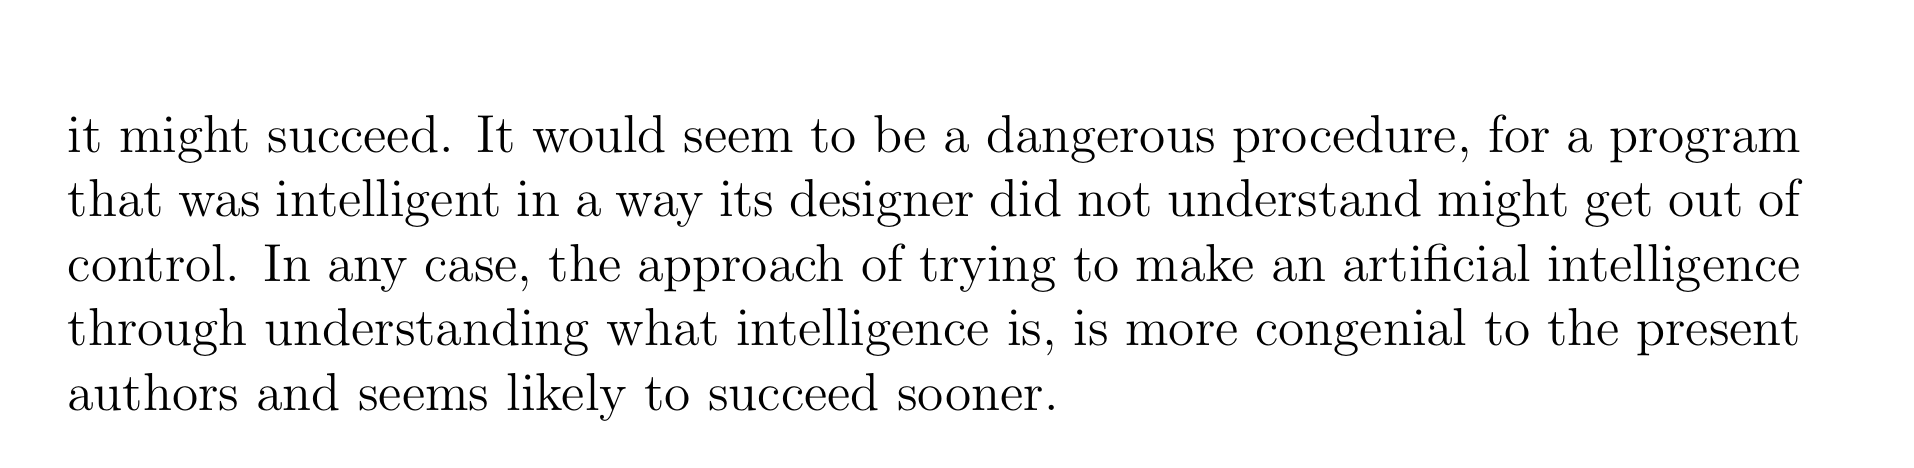 it might succeed. It would seem to be a dangerous procedure, for a program
that was intelligent in a way its designer did not understand might get out of
control. In any case, the approach of trying to make an artificial intelligence
through understanding what intelligence is, is more congenial to the present
authors and seems likely to succeed sooner.